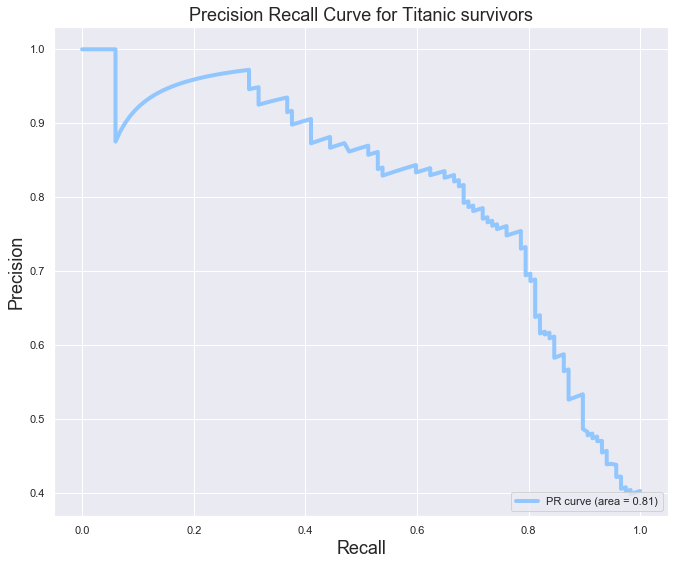 Precision Recall Curve for Titanic survivors
1.0
0.9
0.8
0.7
0.6
0.5
0.4
Precision
0.0 0.2 0.4 0.6 0.8 1.0
Recall
PR curve (area = 0.81)